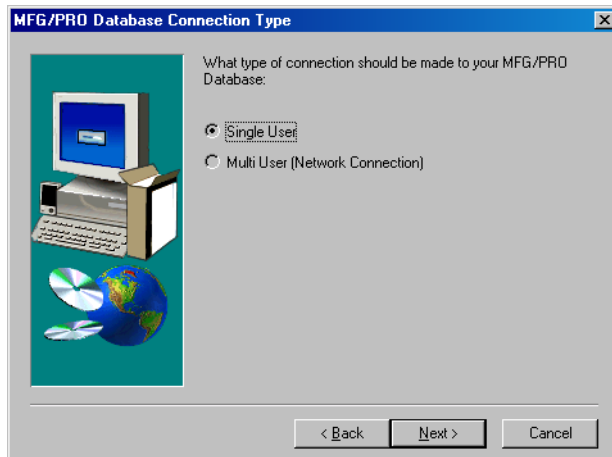 MFG/PRO Database Connection Type
What type of connection should be made to your MFG/PRO
Database:
Single User
Multi User (Network Connection)
< Back
Next >
Cancel